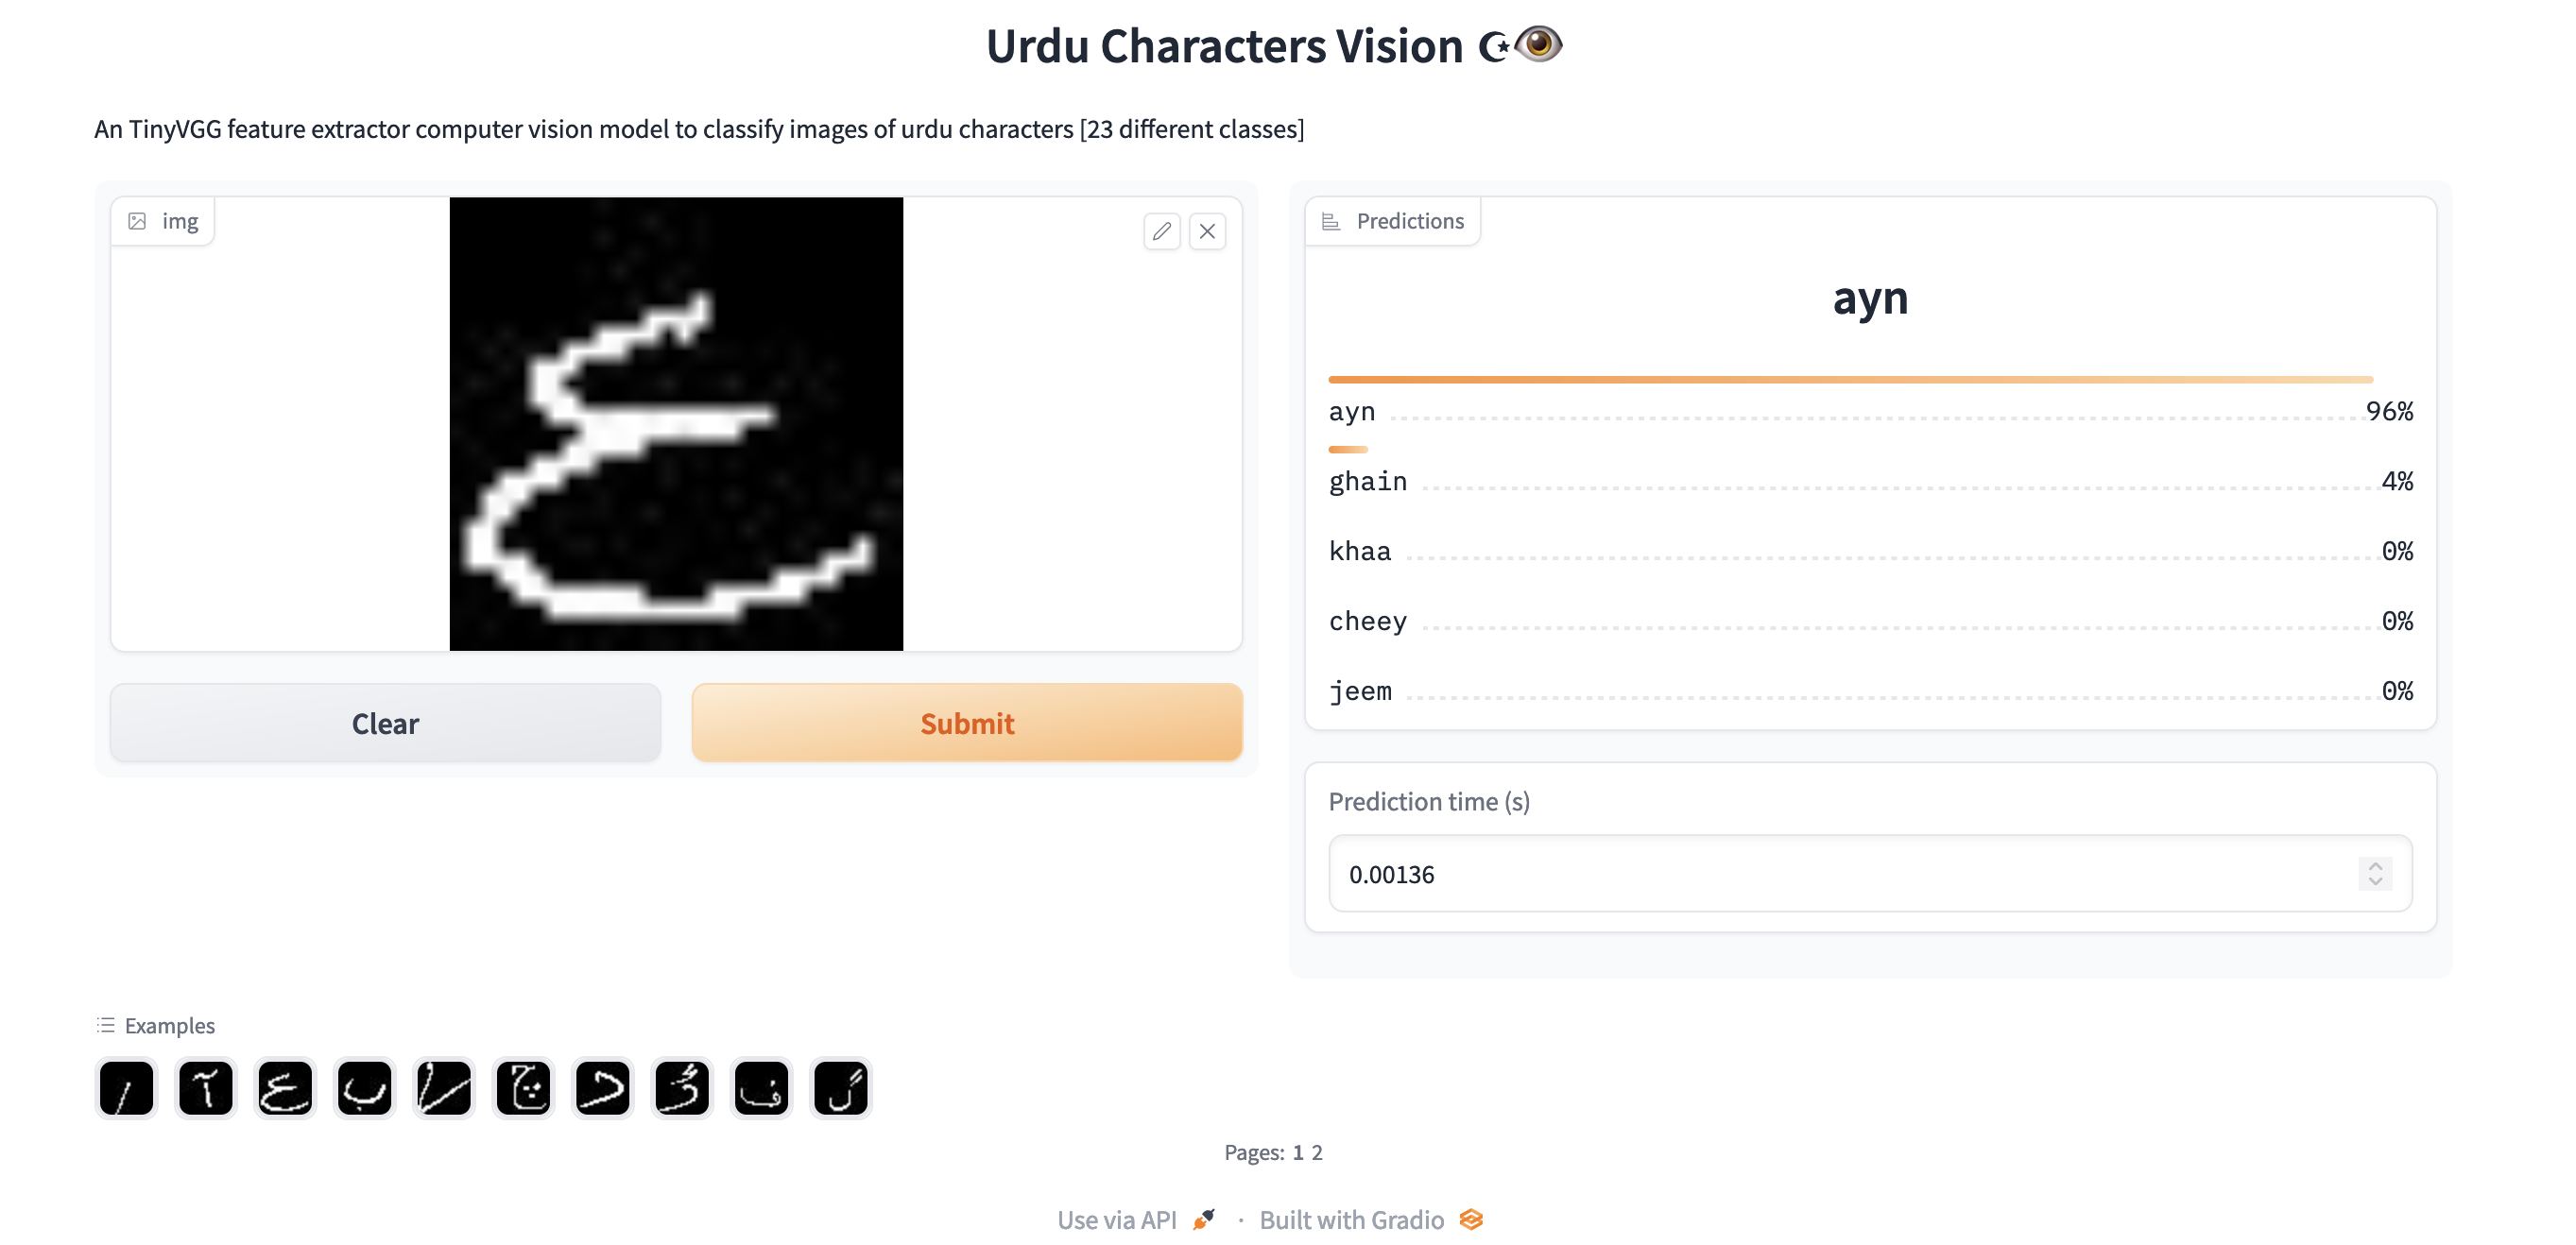 Urdu Characters Vision ☪👁️
An TinyVGG feature extractor computer vision model to classify images of urdu characters [23 different classes]
img
ع
Clear
Submit
Predictions
ayn
ayn 96%
ghain 4%
khaa 0%
cheey 0%
jeem 0%
Prediction time (s)
0.00136
Examples
ا آ ع ب چ د ف گ
Pages: 1 2
Use via API 🚀 · Built with Gradio